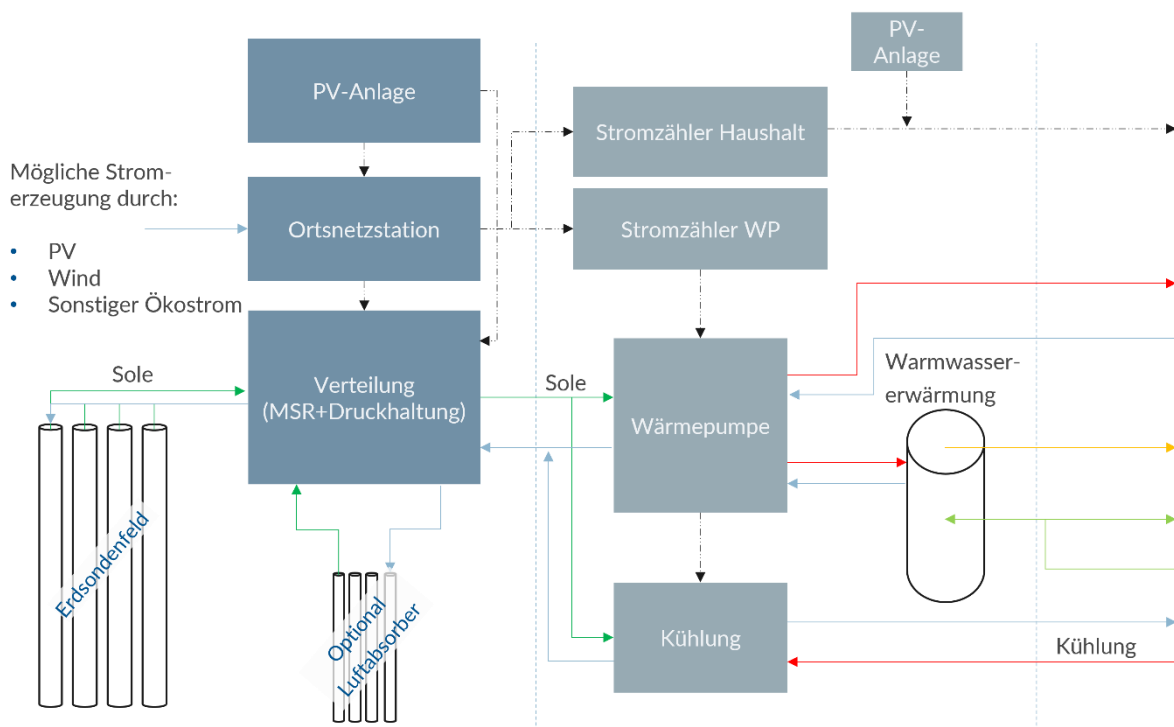 PV-
Anlage
PV-Anlage
Stromzähler Haushalt
Mögliche Strom-
erzeugung durch:
• PV
• Wind
• Sonstiger Ökostrom
Ortsnetzstation
Stromzähler WP
Sole
Verteilung
(MSR+Druckhaltung)
Sole
Wärmepumpe
Warmwasser-
erwärmung
Erdsondenfeld
Optional
Luftabsorber
Kühlung
Kühlung